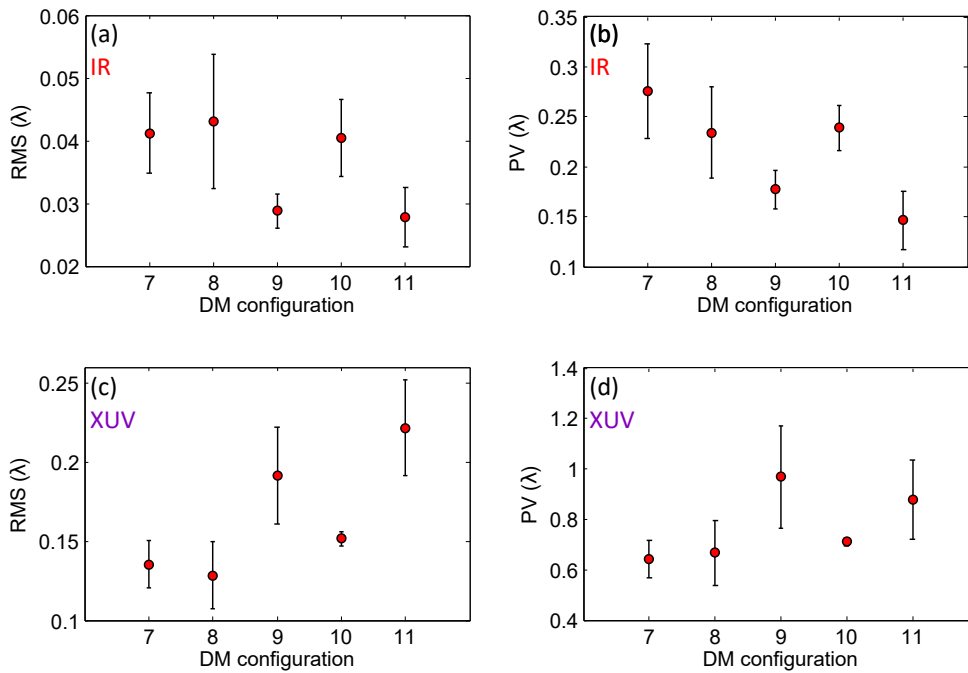 (a)
IR
RMS (λ)
0.06
0.05
0.04
0.03
0.02
7 8 9 10 11
DM configuration
(b)
IR
PV (λ)
0.35
0.3
0.25
0.2
0.15
0.1
7 8 9 10 11
DM configuration
(c)
XUV
RMS (λ)
0.25
0.2
0.15
0.1
7 8 9 10 11
DM configuration
(d)
XUV
PV (λ)
1.4
1.2
1
0.8
0.6
0.4
7 8 9 10 11
DM configuration